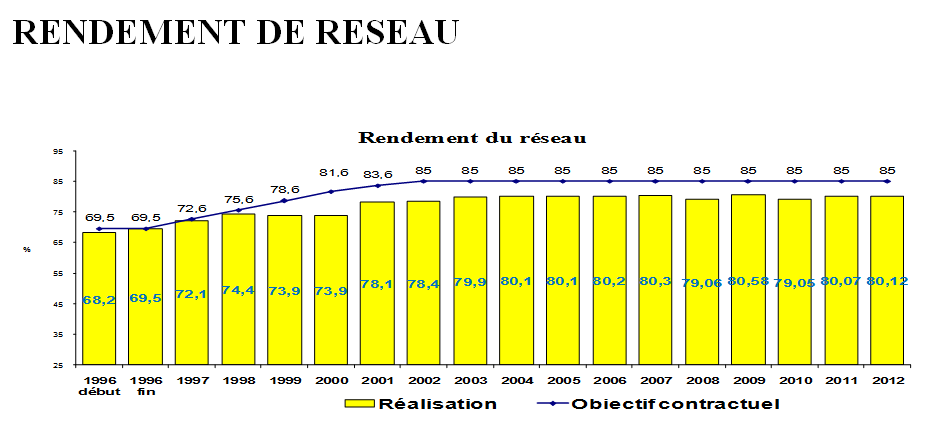 RENDEMENT DE RESEAU
Rendement du réseau
95
85
75
65
55
45
35
25
%
69,5 69,5 72,6 75,6 78,6 81,6 83,6 85 85 85 85 85 85 85 85 85 85 85
68,2 69,5 72,1 74,4 73,9 73,9 78,1 78,4 79,9 80,1 80,1 80,2 80,3 79,06 80,58 79,05 80,07 80,12
1996 1996 1997 1998 1999 2000 2001 2002 2003 2004 2005 2006 2007 2008 2009 2010 2011 2012
début fin
Réalisation Objectif contractuel